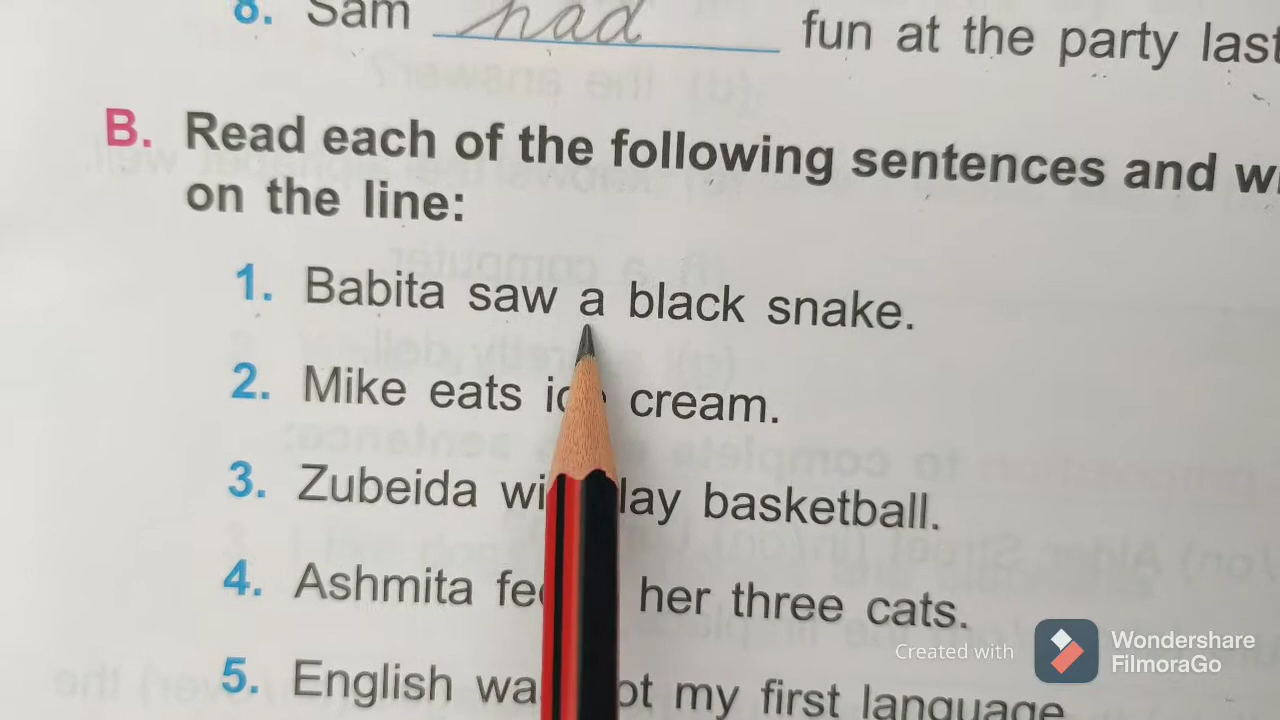 8. Sam had fun at the party last
B. Read each of the following sentences and
on the line:
1. Babita saw a black snake.
2. Mike eats cream.
3. Zubeida basketball.
4. Ashmita her three cats.
5. English my first language
Created with Wondershare FilmoraGo